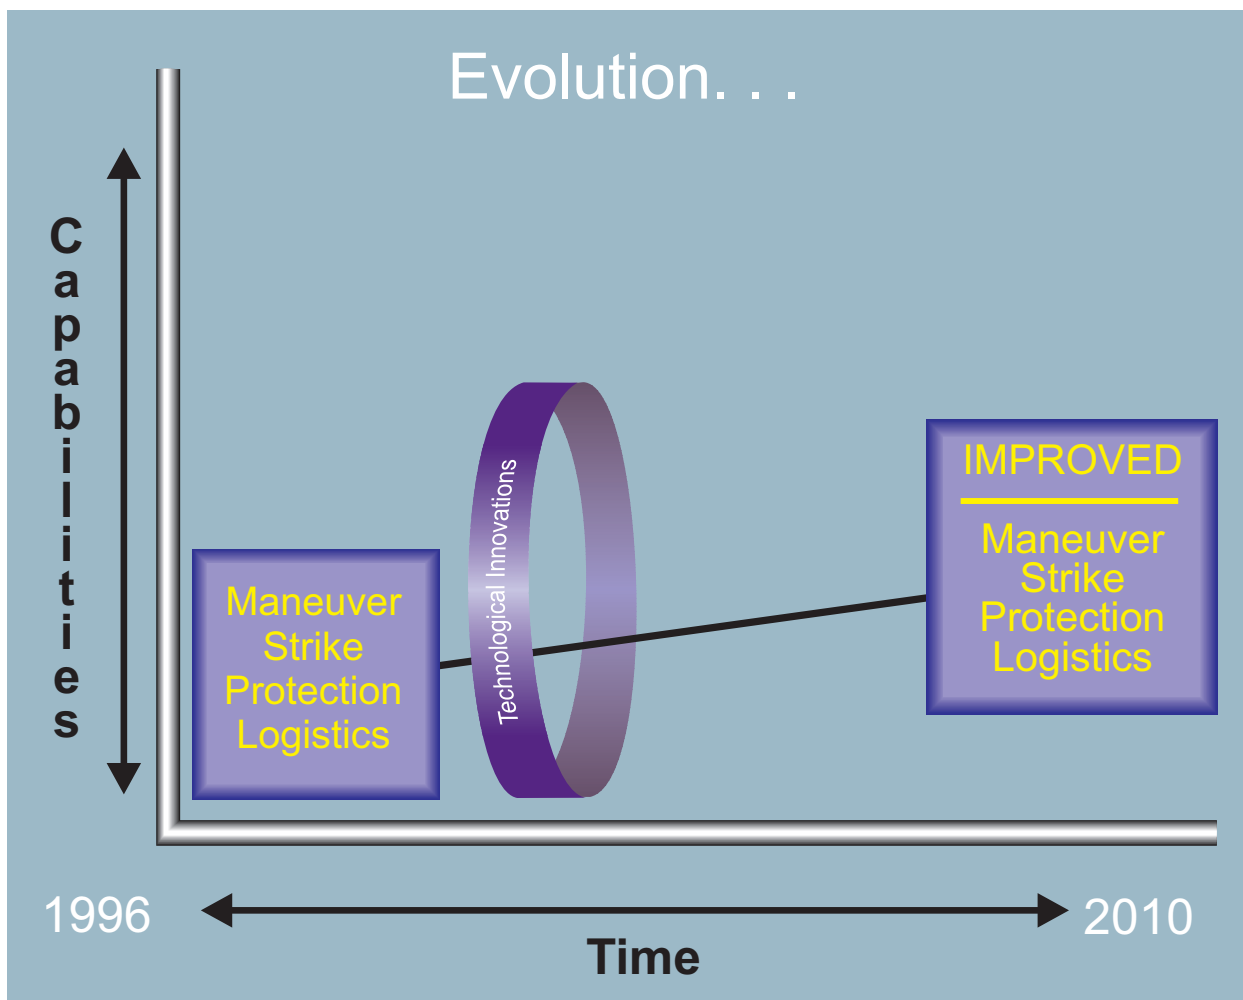 Evolution. . .
Capabilities
Maneuver
Strike
Protection
Logistics
Technological Innovations
IMPROVED
Maneuver
Strike
Protection
Logistics
1996
2010
Time